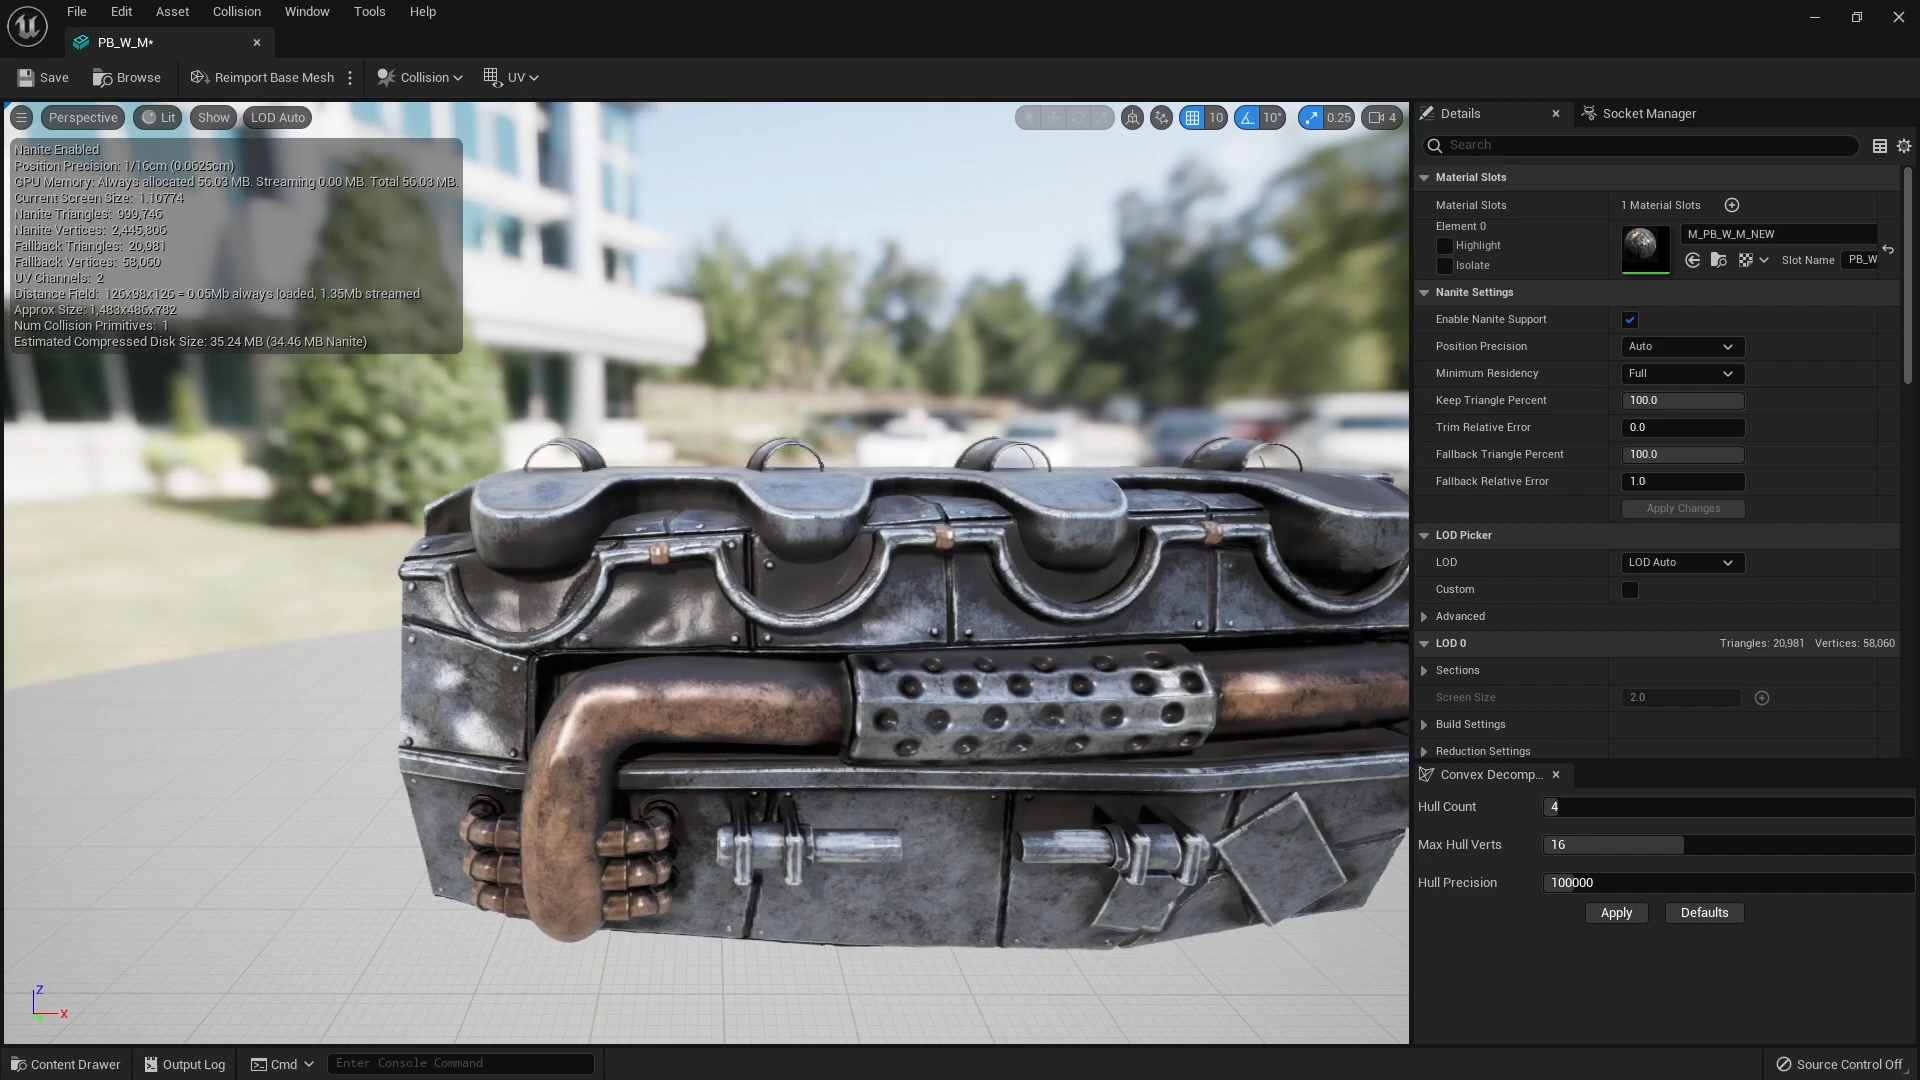 File Edit Asset Collision Window Tools Help
PB_W_M*
Save Browse Reimport Base Mesh Collision UV
Perspective Lit Show LOD Auto 10 10° 0.25 4
Nanite Enabled
Position Precision: 1/16cm (0.0625cm)
GPU Memory: Always allocated 56.03 MB. Streaming 0.00 MB. Total 56.03 MB.
Current Screen Size: 1.10774
Nanite Triangles: 999,746
Nanite Vertices: 2,445,806
Fallback Triangles: 20,981
Fallback Vertices: 58,060
UV Channels: 2
Distance Field: 126x98x126 = 0.05Mb always loaded, 1.35Mb streamed
Approx Size: 1,483x486x782
Num Collision Primitives: 1
Estimated Compressed Disk Size: 35.24 MB (34.46 MB Nanite)
Z
X
Details Socket Manager
Search
Material Slots
Material Slots 1 Material Slots
Element 0
Highlight
Isolate
M_PB_W_M_NEW
Slot Name PB_W
Nanite Settings
Enable Nanite Support
Position Precision Auto
Minimum Residency Full
Keep Triangle Percent 100.0
Trim Relative Error 0.0
Fallback Triangle Percent 100.0
Fallback Relative Error 1.0
Apply Changes
LOD Picker
LOD LOD Auto
Custom
Advanced
LOD 0 Triangles: 20,981 Vertices: 58,060
Sections
Screen Size 2.0
Build Settings
Reduction Settings
Convex Decomp...
Hull Count 4
Max Hull Verts 16
Hull Precision 100000
Apply Defaults
Content Drawer Output Log Cmd Enter Console Command Source Control Off